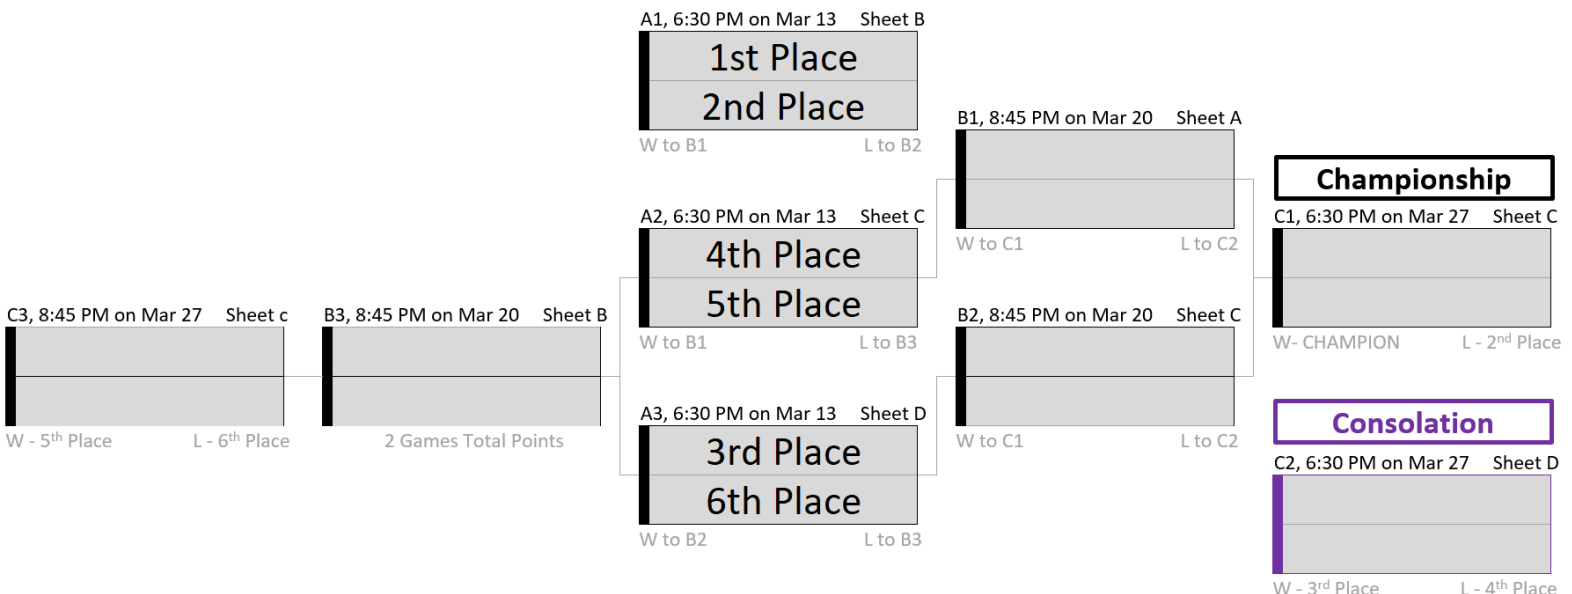 A1, 6:30 PM on Mar 13 Sheet B
1st Place
2nd Place
W to B1 L to B2
B1, 8:45 PM on Mar 20 Sheet A
W to C1 L to C2
Championship
A2, 6:30 PM on Mar 13 Sheet C
4th Place
5th Place
W to B1 L to B3
C1, 6:30 PM on Mar 27 Sheet C
W- CHAMPION L - 2nd Place
C3, 8:45 PM on Mar 27 Sheet c
W - 5th Place L - 6th Place
B3, 8:45 PM on Mar 20 Sheet B
2 Games Total Points
B2, 8:45 PM on Mar 20 Sheet C
W to C1 L to C2
A3, 6:30 PM on Mar 13 Sheet D
3rd Place
6th Place
W to B2 L to B3
Consolation
C2, 6:30 PM on Mar 27 Sheet D
W - 3rd Place L - 4th Place